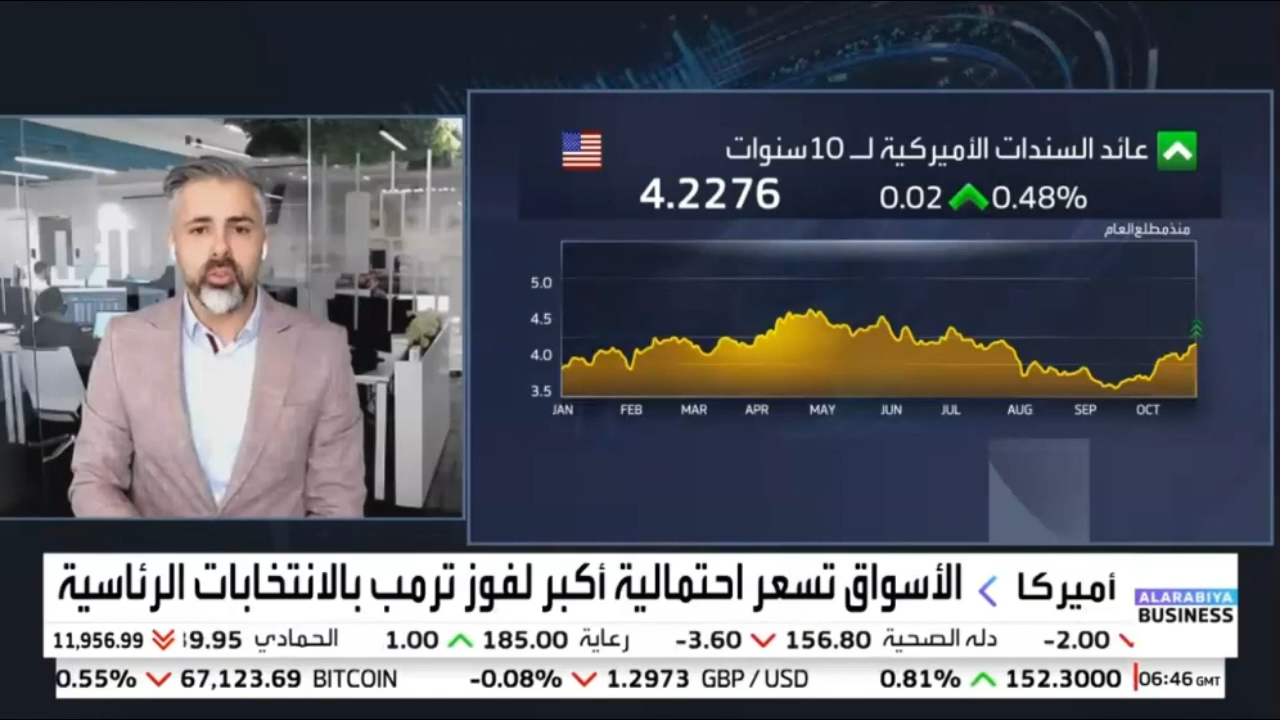 عائد السندات الأميركية لـ 10 سنوات
4.2276 0.02 0.48%
منذ مطلع العام
5.0
4.5
4.0
3.5
JAN FEB MAR APR MAY JUN JUL AUG SEP OCT
أميركا > الأسواق تسعر احتمالية أكبر لفوز ترمب بالانتخابات الرئاسية
ALARABIYA
BUSINESS
11,956.99 9.95 الحمادي 1.00 185.00 رعاية -3.60 156.80 دله الصحية -2.00
0.55% 67,123.69 BITCOIN -0.08% 1.2973 GBP / USD 0.81% 152.3000 06:46 GMT